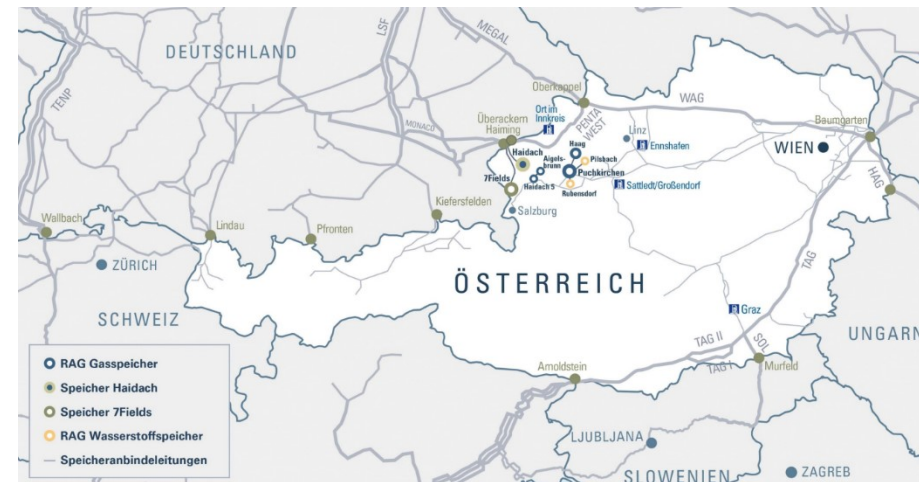 DEUTSCHLAND
TENP
LSF
MEGAL
MONACO
Oberkappel
Ort im
Innkreis
PENTA
WEST
WAG
Überackern
Haiming
Haidach
Aigels-
brunn
Haag
Pilsbach
Puchkirchen
Linz
Ennshafen
Baumgarten
WIEN
7Fields
Haidach 5
Rubensdorf
Sattledt/Großendorf
HAG
Salzburg
Kiefersfelden
Wallbach
Lindau
Pfronten
ZÜRICH
ÖSTERREICH
TAG
SCHWEIZ
Graz
UNGARN
TAG II
SOL
TAG I
Arnoldstein
Murfeld
LJUBLJANA
SLOWENIEN
ZAGREB
RAG Gasspeicher
Speicher Haidach
Speicher 7Fields
RAG Wasserstoffspeicher
Speicheranbindeleitungen